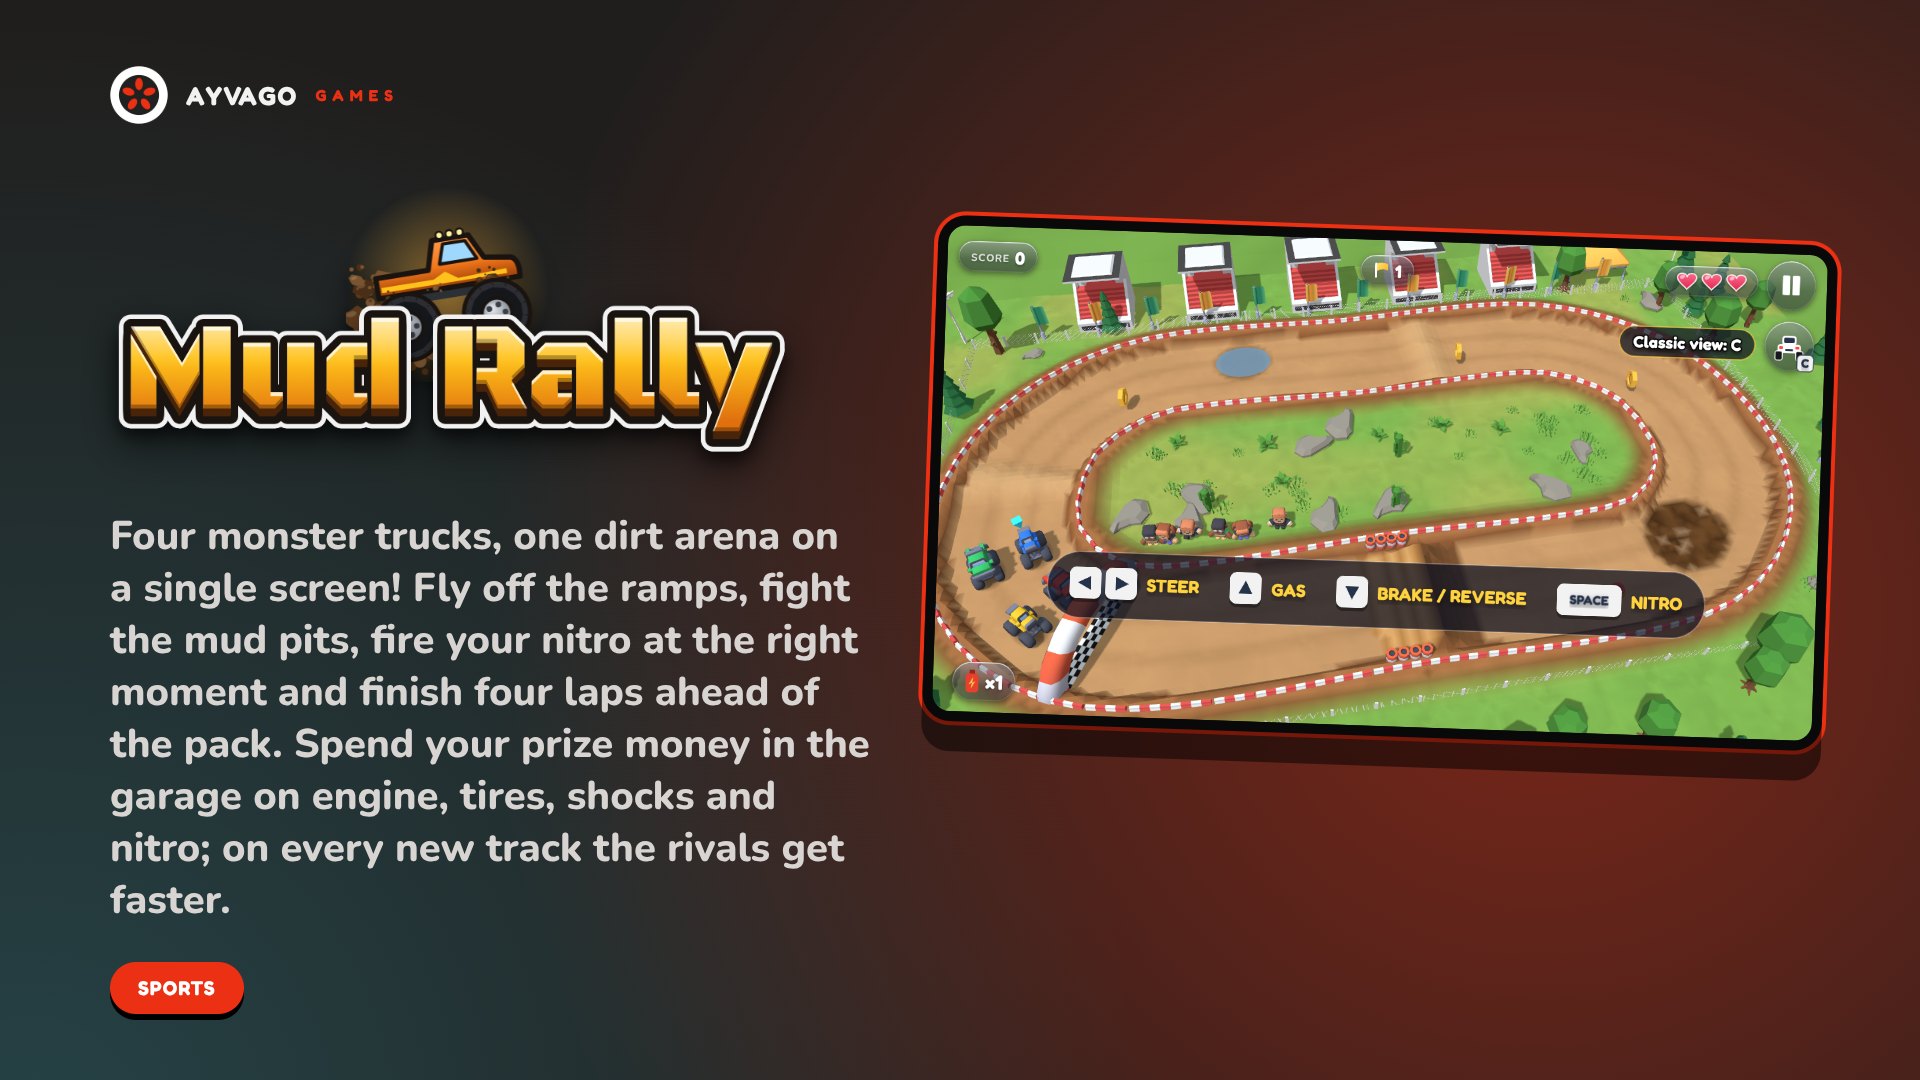 AYVAGO GAMES
Mud Rally
Four monster trucks, one dirt arena on
a single screen! Fly off the ramps, fight
the mud pits, fire your nitro at the right
moment and finish four laps ahead of
the pack. Spend your prize money in the
garage on engine, tires, shocks and
nitro; on every new track the rivals get
faster.
SPORTS
SCORE 0
1
Classic view: C
C
STEER GAS BRAKE / REVERSE SPACE NITRO
x1